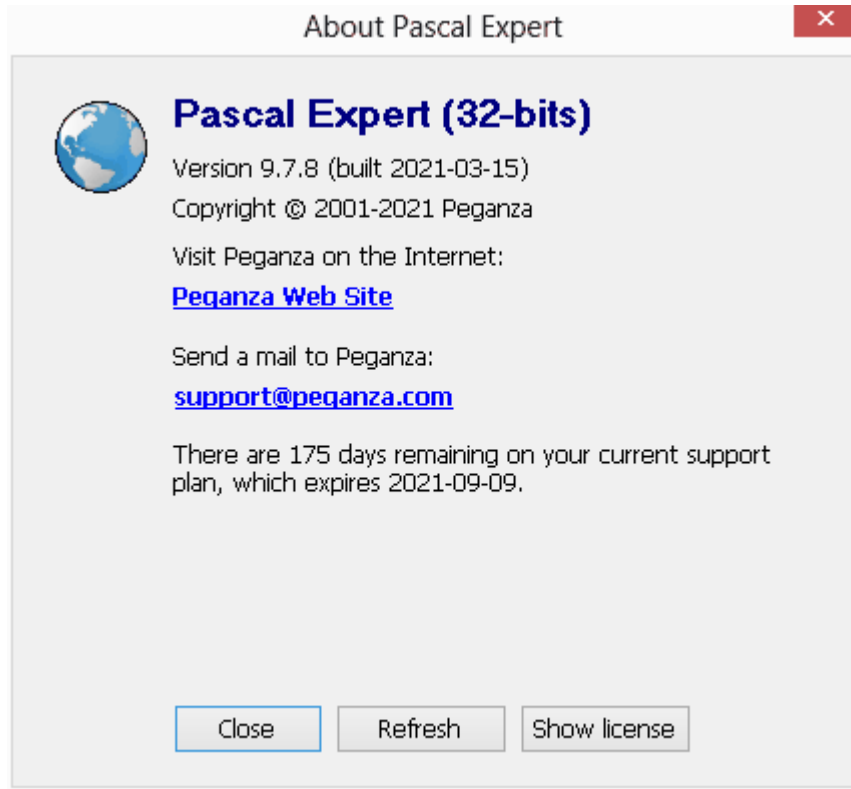 About Pascal Expert
Pascal Expert (32-bits)
Version 9.7.8 (built 2021-03-15)
Copyright © 2001-2021 Peganza
Visit Peganza on the Internet:
Peganza Web Site
Send a mail to Peganza:
support@peganza.com
There are 175 days remaining on your current support
plan, which expires 2021-09-09.
Close Refresh Show license